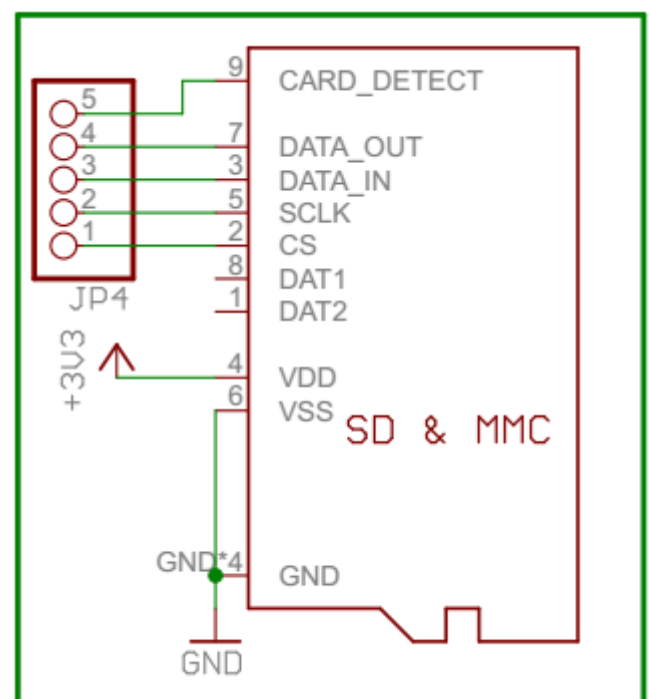 9 CARD_DETECT
5
4 7 DATA_OUT
3 3 DATA_IN
2 5 SCLK
1 2 CS
8 DAT1
JP4 1 DAT2
+3V3
4 VDD
6 VSS
SD & MMC
GND*4 GND
GND